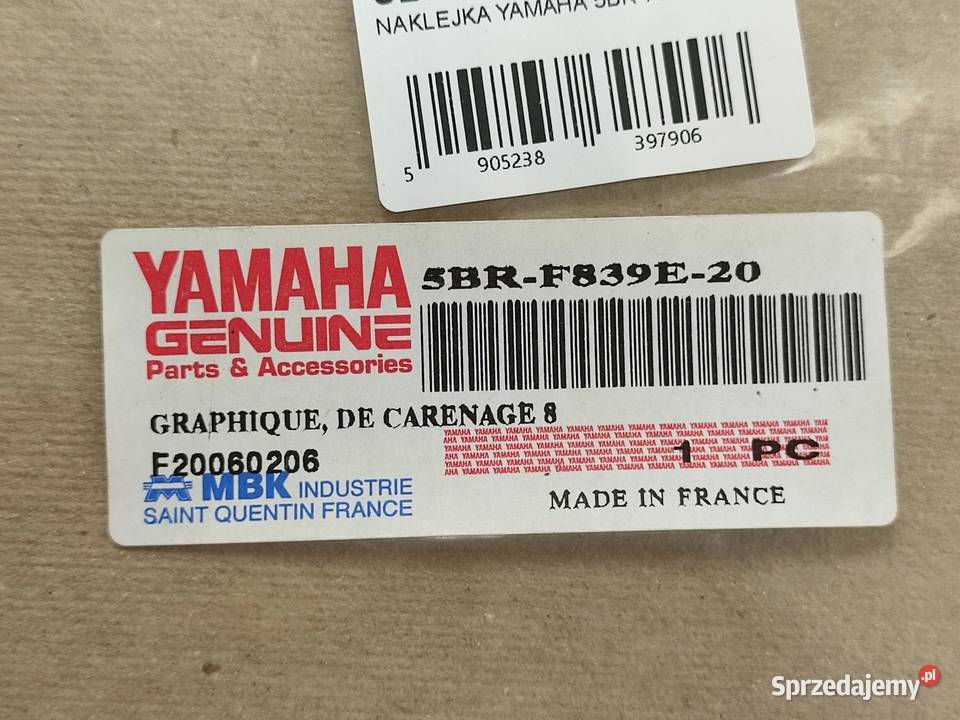 NAKLEJKA YAMAHA 5BR
5 905238 397906
YAMAHA
GENUINE
Parts & Accessories
5BR-F839E-20
GRAPHIQUE, DE CARENAGE 8
F20060206
1 PC
MBK INDUSTRIE
SAINT QUENTIN FRANCE
MADE IN FRANCE
Sprzedajemy.pl